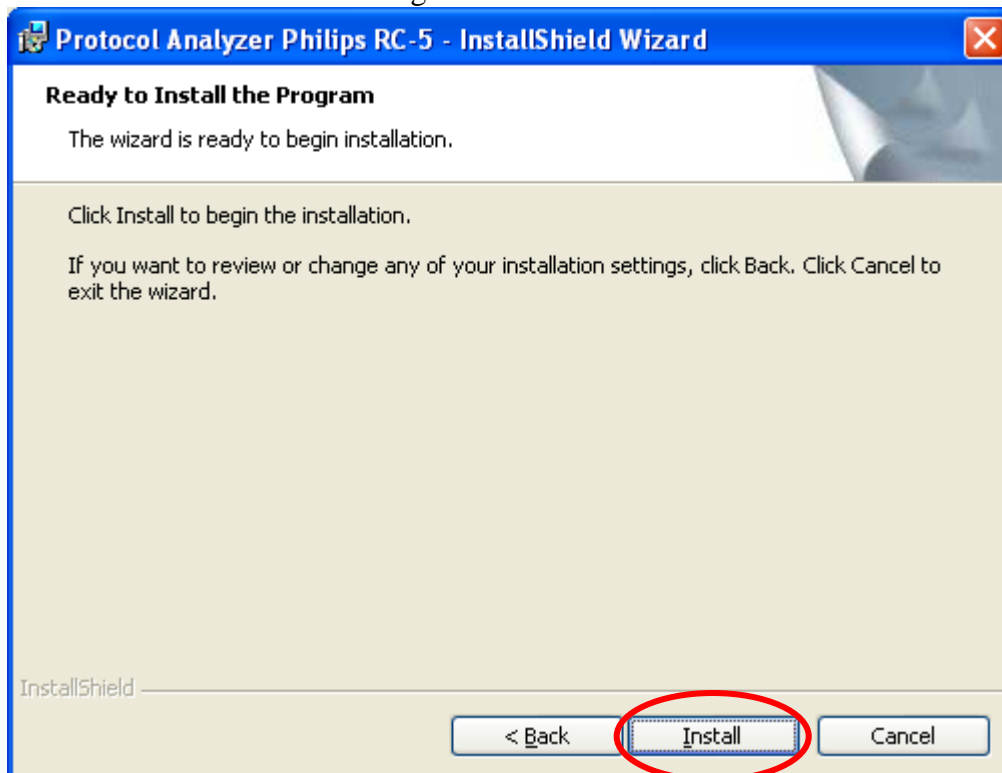 Protocol Analyzer Philips RC-5 - InstallShield Wizard
Ready to Install the Program
The wizard is ready to begin installation.
Click Install to begin the installation.
If you want to review or change any of your installation settings, click Back. Click Cancel to
exit the wizard.
InstallShield
< Back Install Cancel